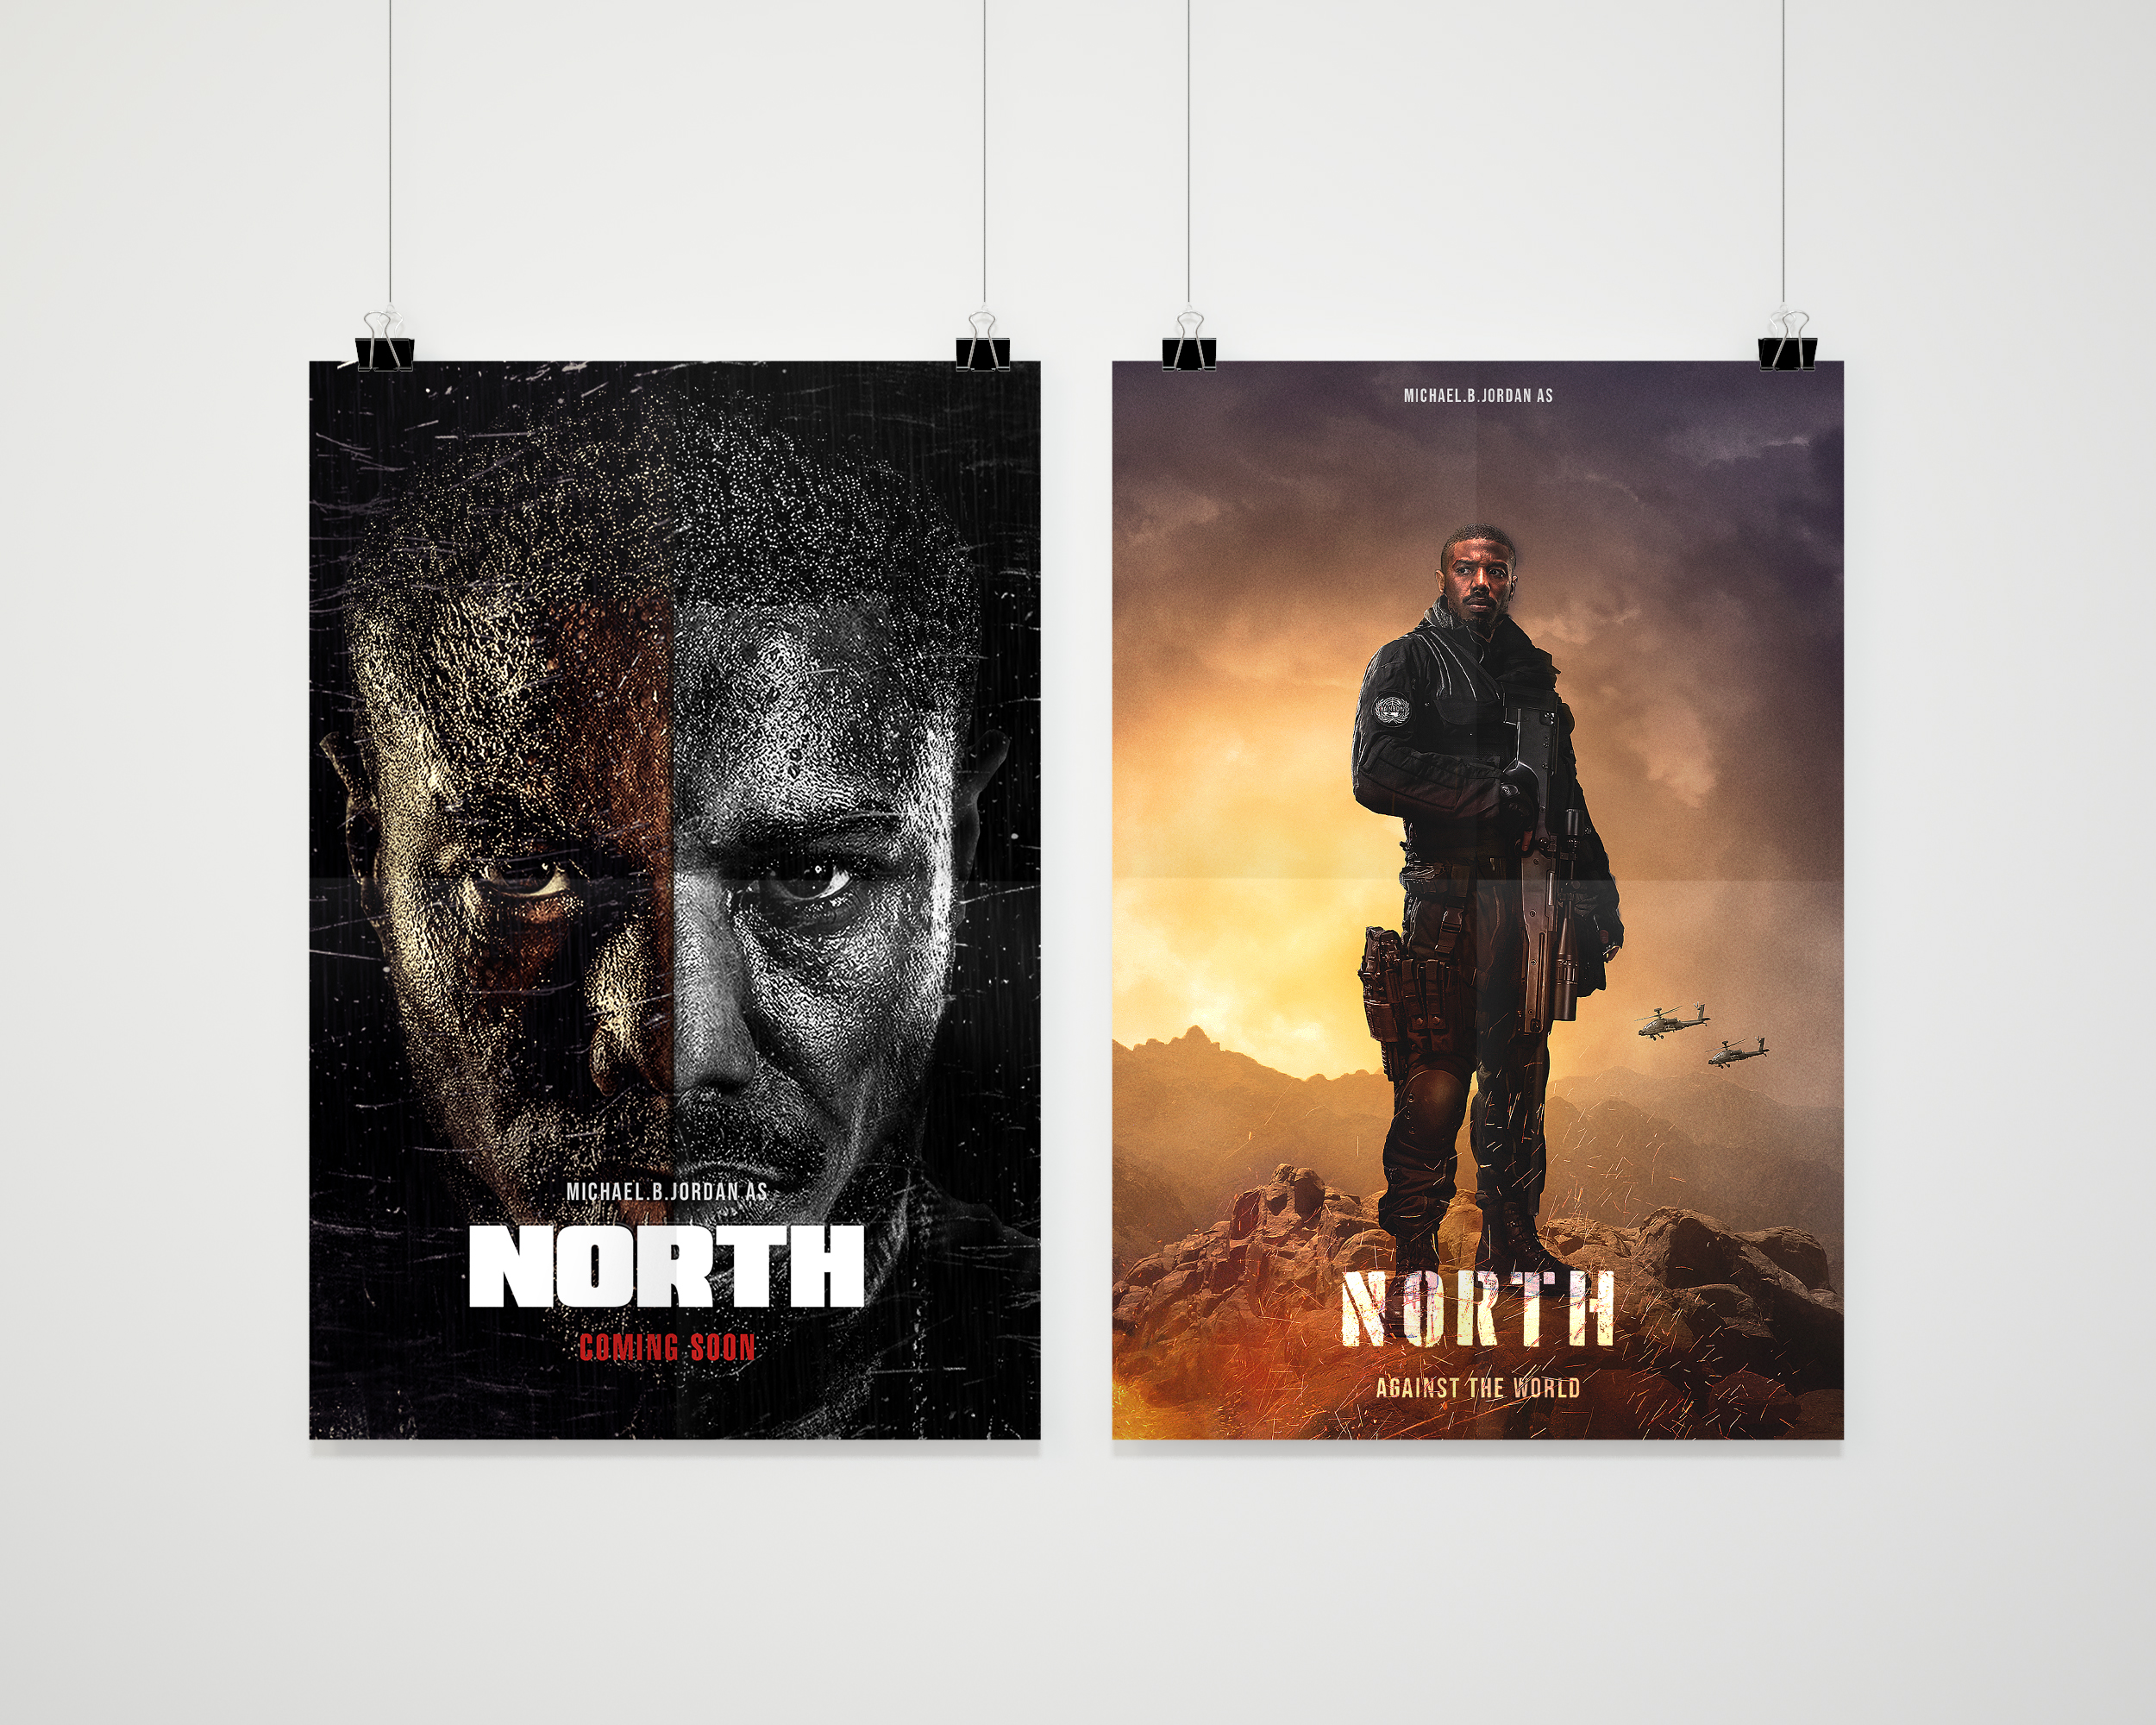 MICHAEL.B.JORDAN AS
NORTH
COMING SOON
MICHAEL.B.JORDAN AS
NORTH
AGAINST THE WORLD